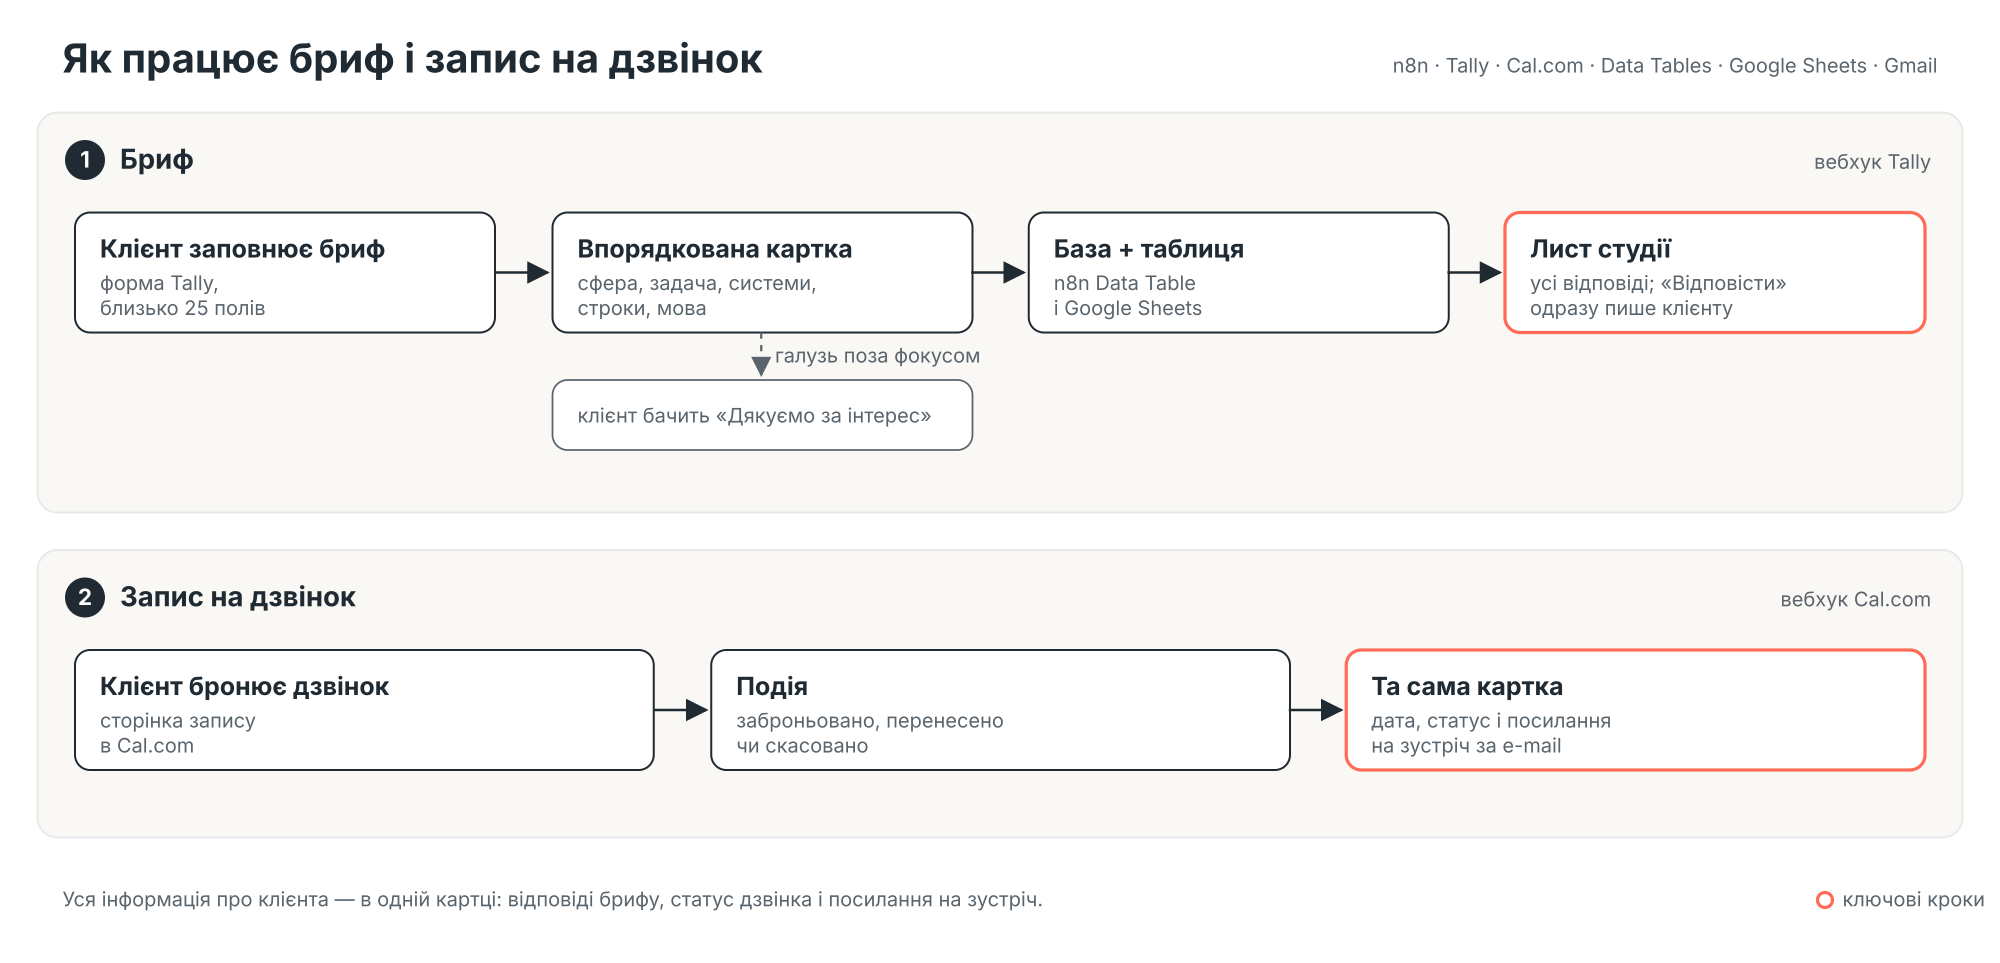 Як працює бриф і запис на дзвінок
n8n · Tally · Cal.com · Data Tables · Google Sheets · Gmail
1 Бриф
вебхук Tally
Клієнт заповнює бриф
форма Tally,
близько 25 полів
Впорядкована картка
сфера, задача, системи,
строки, мова
База + таблиця
n8n Data Table
і Google Sheets
Лист студії
усі відповіді; «Відповісти»
одразу пише клієнту
галузь поза фокусом
клієнт бачить «Дякуємо за інтерес»
2 Запис на дзвінок
вебхук Cal.com
Клієнт бронює дзвінок
сторінка запису
в Cal.com
Подія
заброньовано, перенесено
чи скасовано
Та сама картка
дата, статус і посилання
на зустріч за e-mail
Уся інформація про клієнта — в одній картці: відповіді брифу, статус дзвінка і посилання на зустріч.
ключові кроки